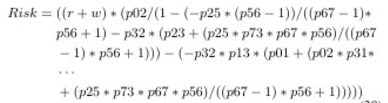 Risk = ((r + w) * (p02/(1 − (−p25 * (p56 − 1))/((p67 − 1)*
p56 + 1) − p32 * (p23 + (p25 * p73 * p67 * p56)/((p67
− 1) * p56 + 1))) − (−p32 * p13 * (p01 + (p02 * p31*
...
+ (p25 * p73 * p67 * p56)/((p67 − 1) * p56 + 1)))))